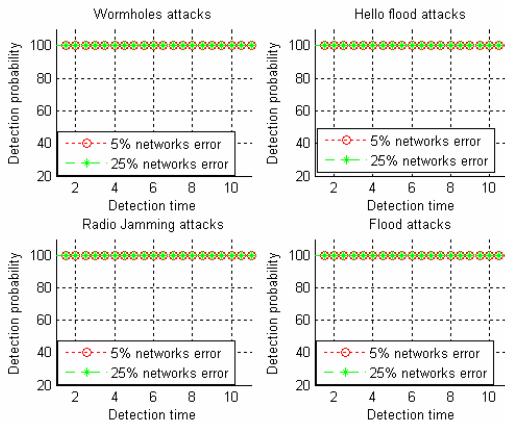 Wormholes attacks
Detection probability
100
80
60
40
20
5% networks error
25% networks error
2 4 6 8 10
Detection time
Hello flood attacks
Detection probability
100
80
60
40
20
5% networks error
25% networks error
2 4 6 8 10
Detection time
Radio Jamming attacks
Detection probability
100
80
60
40
20
5% networks error
25% networks error
2 4 6 8 10
Detection time
Flood attacks
Detection probability
100
80
60
40
20
5% networks error
25% networks error
2 4 6 8 10
Detection time